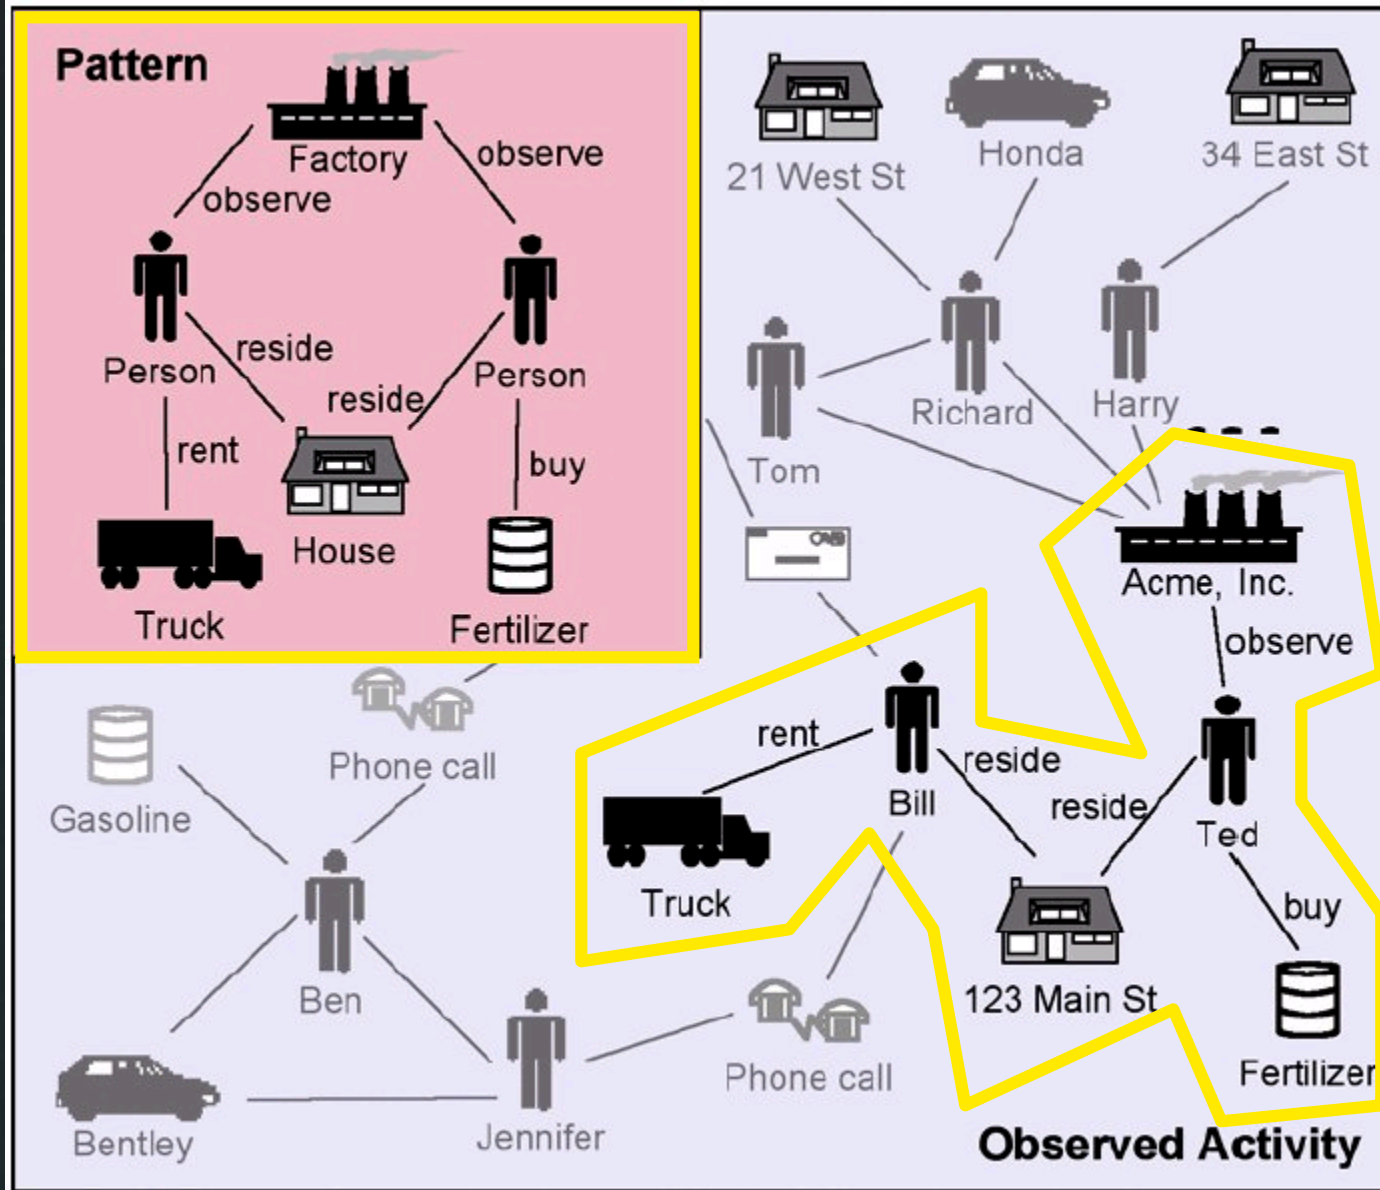 Pattern
Factory
observe
observe
Person
Person
reside
reside
rent
buy
House
Truck
Fertilizer
21 West St
Honda
34 East St
Tom
Richard
Harry
Acme, Inc.
observe
rent
Bill
reside
reside
Ted
Truck
buy
123 Main St
Fertilizer
Phone call
Gasoline
Ben
Bentley
Jennifer
Phone call
Observed Activity